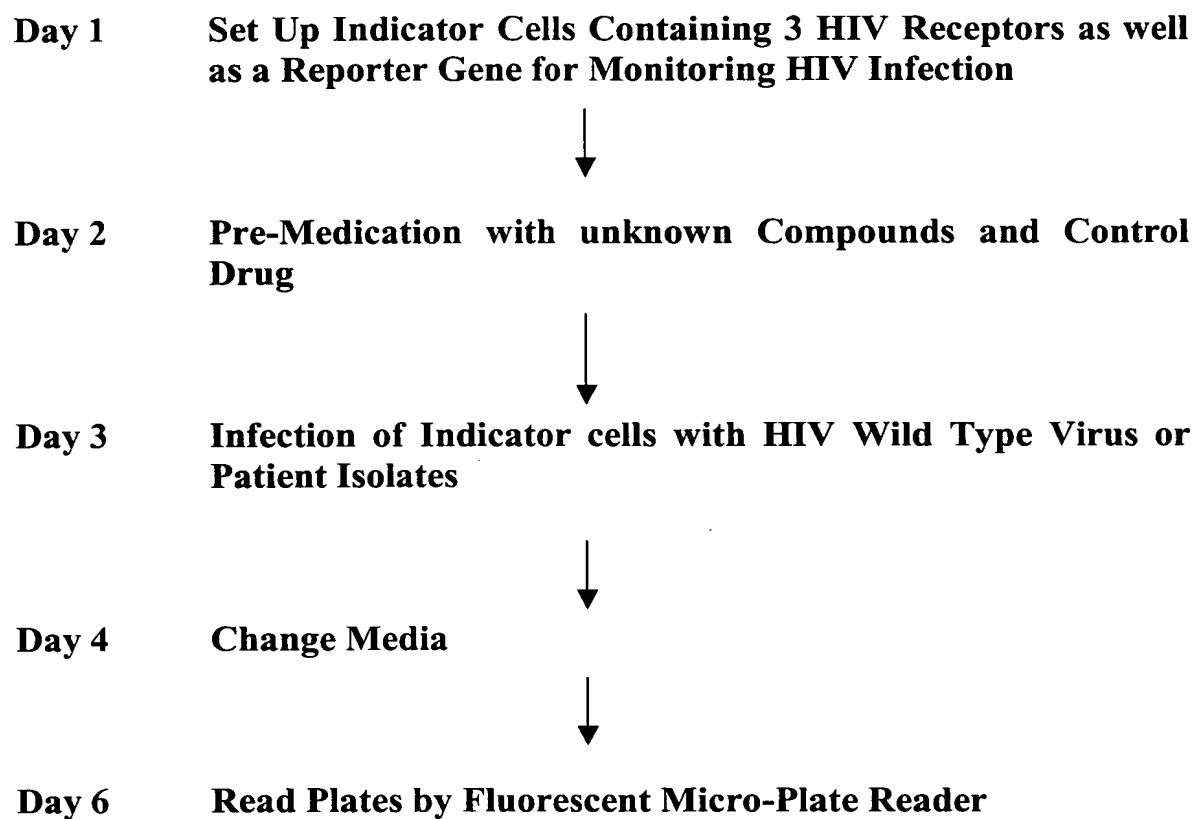 Day 1 Set Up Indicator Cells Containing 3 HIV Receptors as well
as a Reporter Gene for Monitoring HIV Infection
Day 2 Pre-Medication with unknown Compounds and Control
Drug
Day 3 Infection of Indicator cells with HIV Wild Type Virus or
Patient Isolates
Day 4 Change Media
Day 6 Read Plates by Fluorescent Micro-Plate Reader